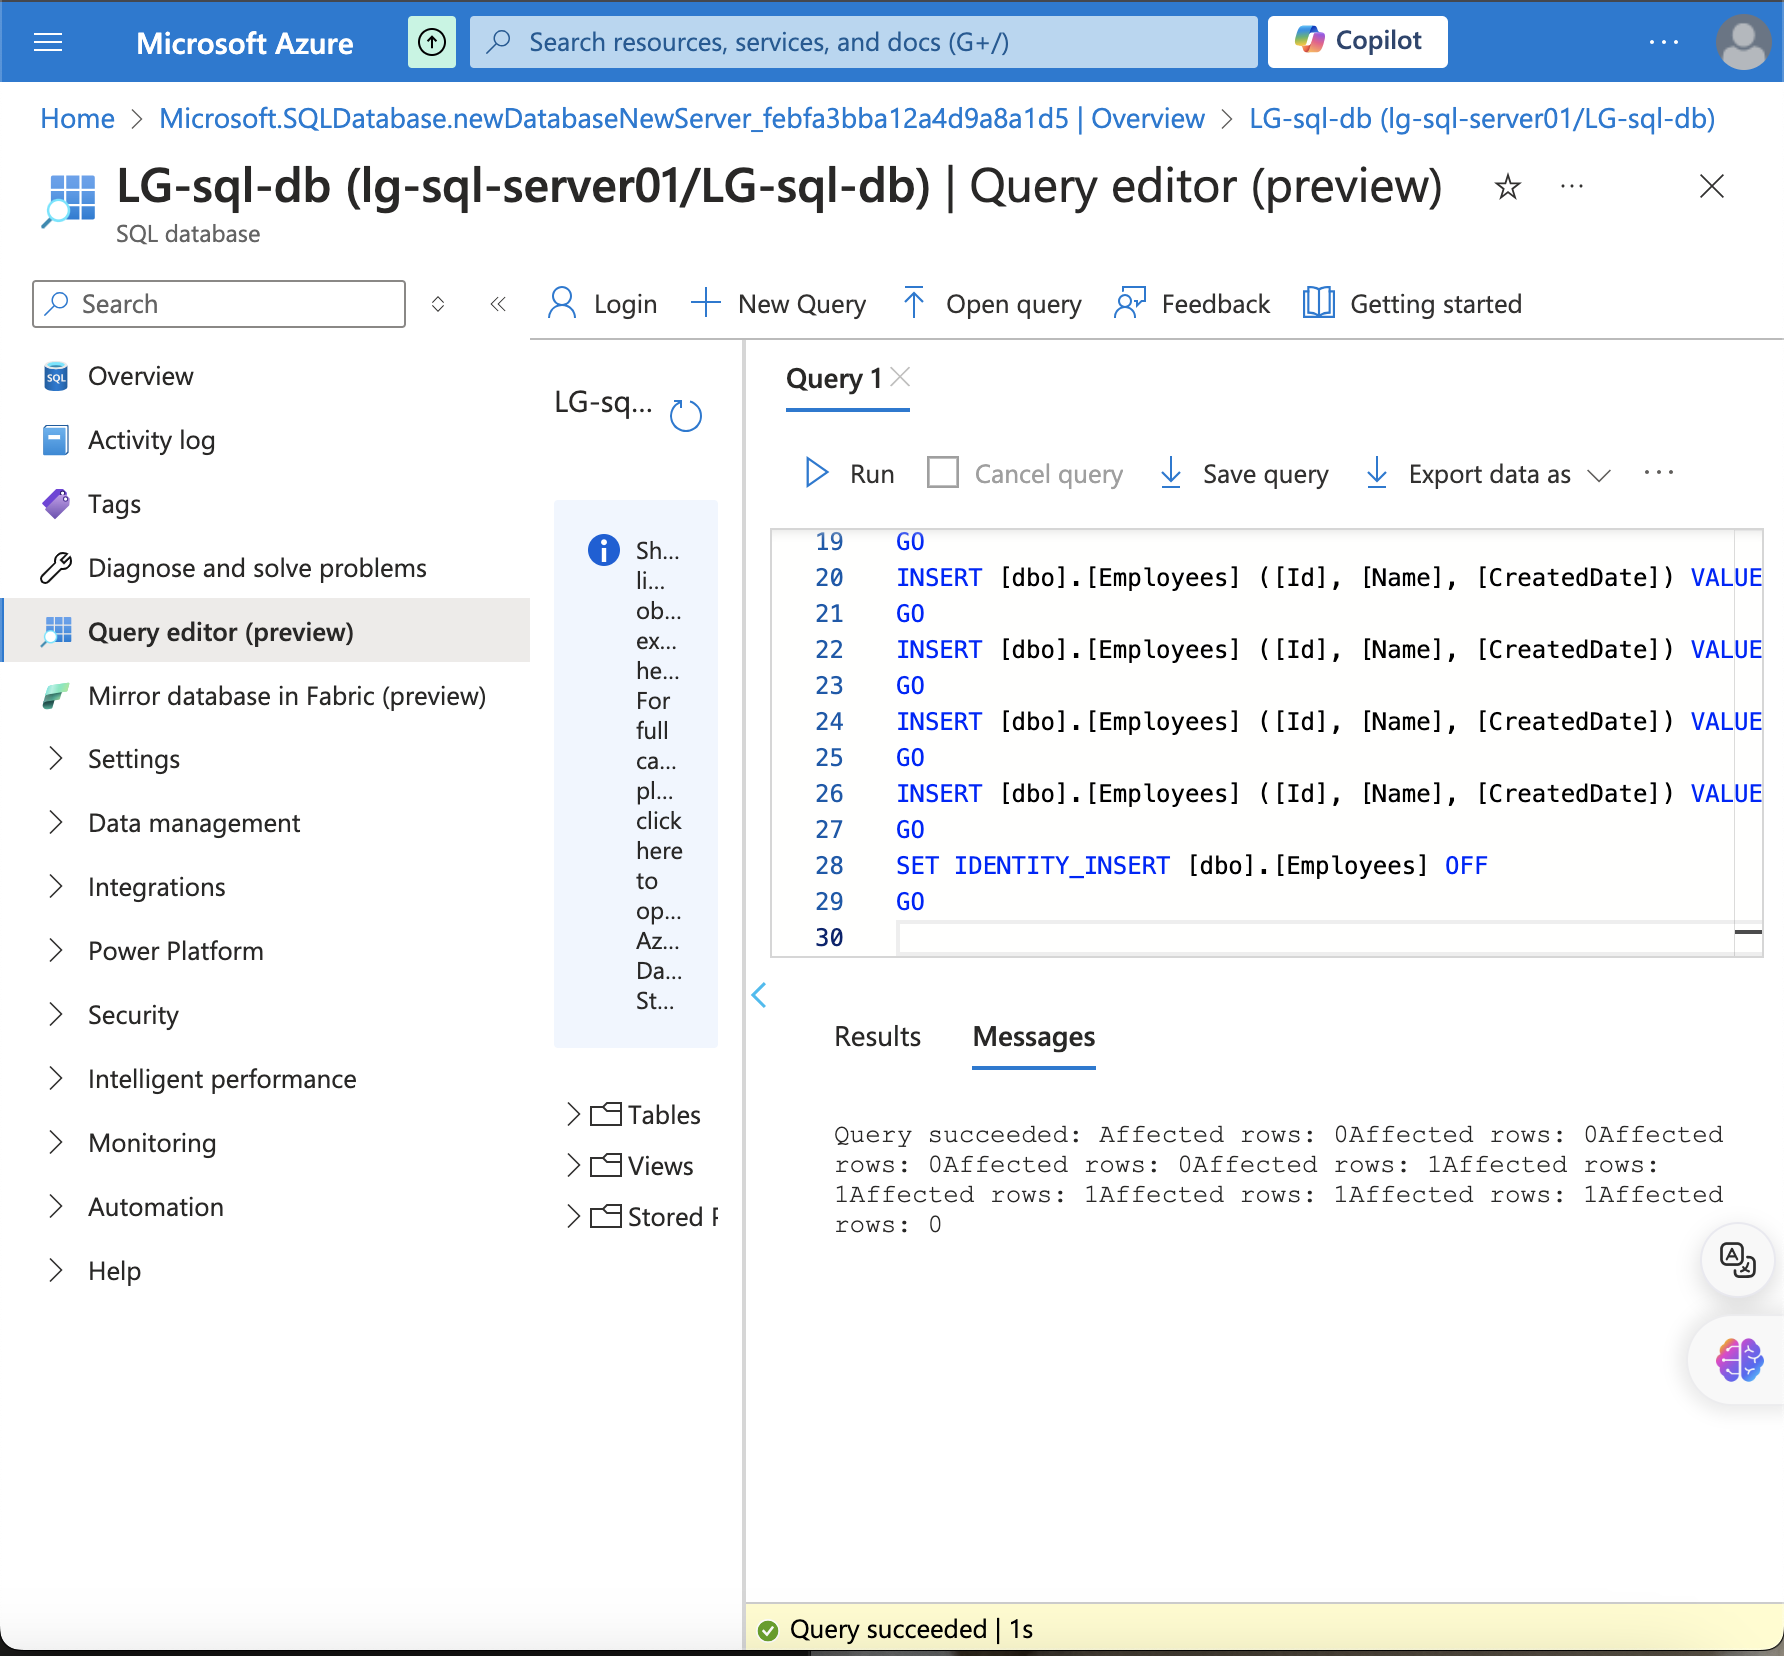 Microsoft Azure
Search resources, services, and docs (G+/)
Copilot
Home > Microsoft.SQLDatabase.newDatabaseNewServer_febfa3bba12a4d9a8a1d5 | Overview > LG-sql-db (lg-sql-server01/LG-sql-db)
LG-sql-db (lg-sql-server01/LG-sql-db) | Query editor (preview)
SQL database
Search
Overview
Activity log
Tags
Diagnose and solve problems
Query editor (preview)
Mirror database in Fabric (preview)
Settings
Data management
Integrations
Power Platform
Security
Intelligent performance
Monitoring
Automation
Help
Login
New Query
Open query
Feedback
Getting started
LG-sq...
Sh...
li...
ob...
ex...
he...
For
full
ca...
pl...
click
here
to
op...
Az...
Da...
St...
Tables
Views
Stored P
Query 1
Run
Cancel query
Save query
Export data as
19 GO
20 INSERT [dbo].[Employees] ([Id], [Name], [CreatedDate]) VALUE
21 GO
22 INSERT [dbo].[Employees] ([Id], [Name], [CreatedDate]) VALUE
23 GO
24 INSERT [dbo].[Employees] ([Id], [Name], [CreatedDate]) VALUE
25 GO
26 INSERT [dbo].[Employees] ([Id], [Name], [CreatedDate]) VALUE
27 GO
28 SET IDENTITY_INSERT [dbo].[Employees] OFF
29 GO
30
Results
Messages
Query succeeded: Affected rows: 0Affected rows: 0Affected
rows: 0Affected rows: 0Affected rows: 1Affected rows:
1Affected rows: 1Affected rows: 1Affected rows: 1Affected
rows: 0
Query succeeded | 1s